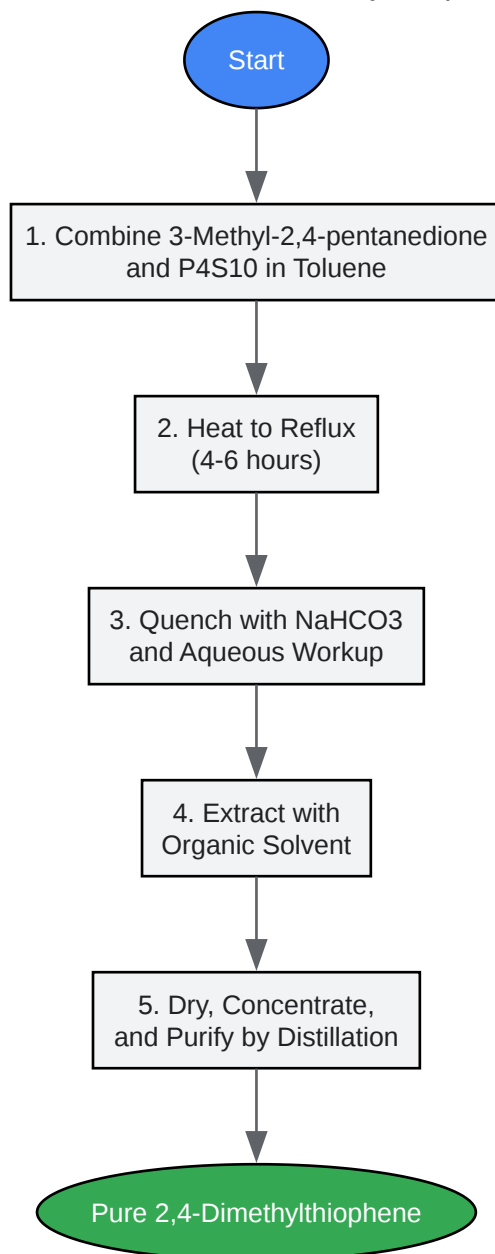 Start
1. Combine 3-Methyl-2,4-pentanedione
and P4S10 in Toluene
2. Heat to Reflux
(4-6 hours)
3. Quench with NaHCO3
and Aqueous Workup
4. Extract with
Organic Solvent
5. Dry, Concentrate,
and Purify by Distillation
Pure 2,4-Dimethylthiophene